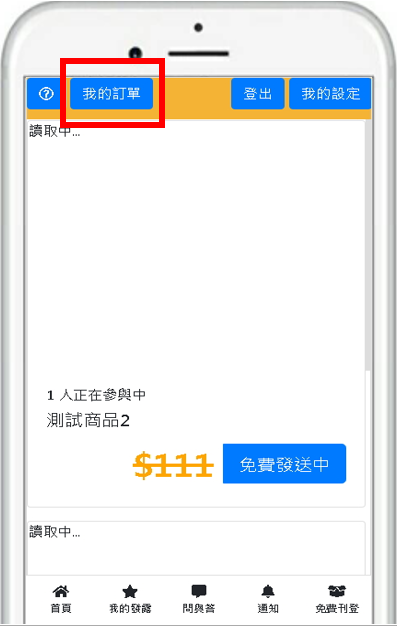 我的訂單 登出 我的設定
讀取中...
1 人正在參與中
測試商品2
$111 免費發送中
讀取中...
首頁 我的發露 問與答 通知 免費刊登